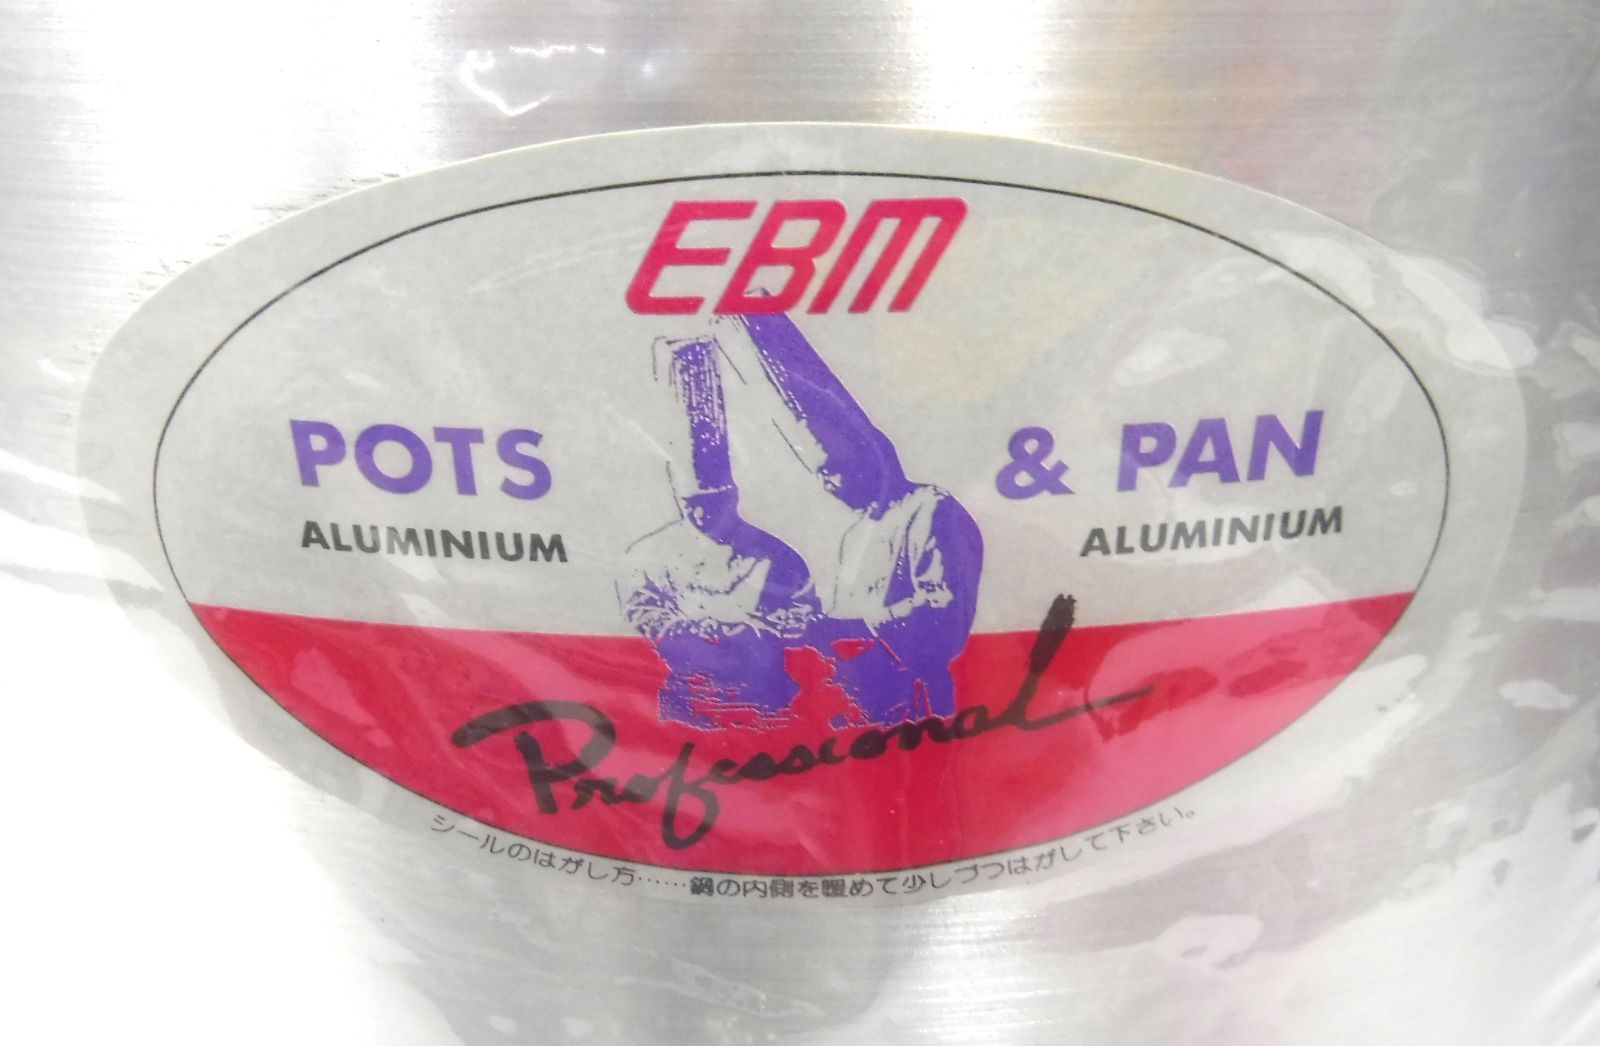 EBM
POTS & PAN
ALUMINIUM ALUMINIUM
Professional
シールのはがし方……鍋の内側を暖めて少しづつはがして下さい。